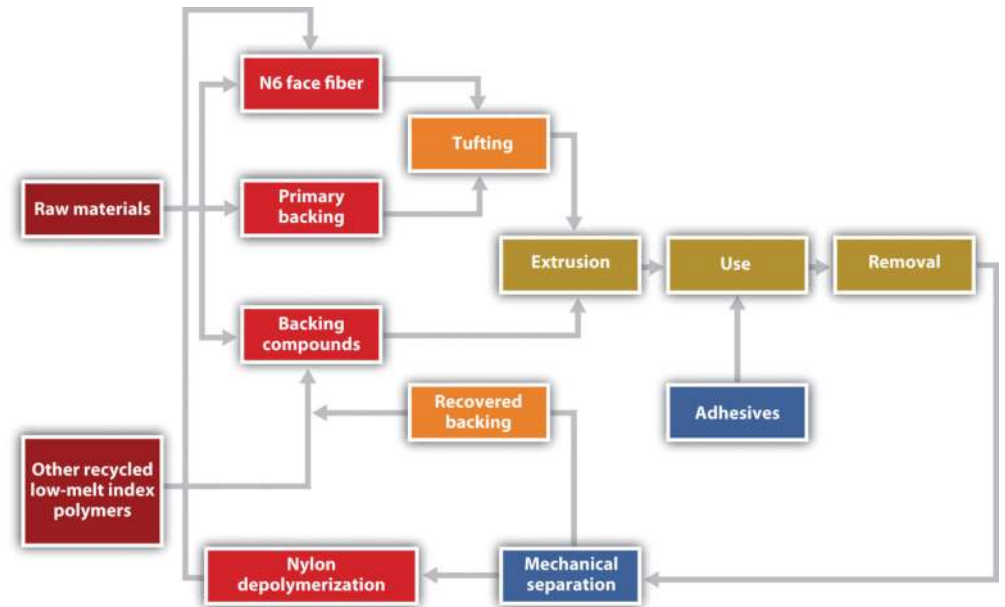 N6 face fiber
Tufting
Raw materials
Primary
backing
Extrusion
Use
Removal
Backing
compounds
Recovered
backing
Adhesives
Other recycled
low-melt index
polymers
Nylon
depolymerization
Mechanical
separation